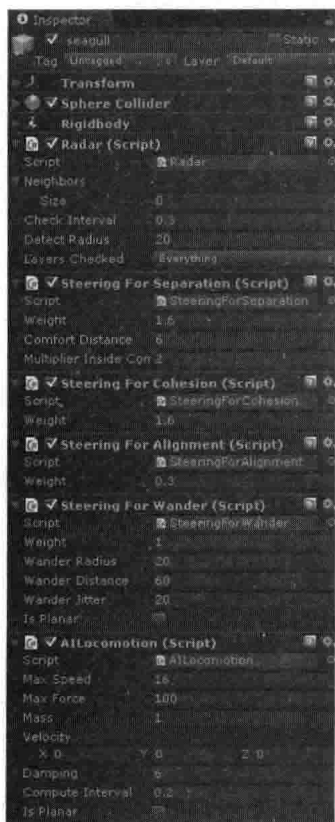 Inspector
seagull Static
Tag Untagged Layer Default
Transform
Sphere Collider
Rigidbody
Radar (Script)
Script Radar
Neighbors
Size 0
Check Interval 0.3
Detect Radius 20
Layers Checked Everything
Steering For Separation (Script)
Script SteeringForSeparation
Weight 1.6
Comfort Distance 6
Multiplier Inside Con 2
Steering For Cohesion (Script)
Script SteeringForCohesion
Weight 1.6
Steering For Alignment (Script)
Script SteeringForAlignment
Weight 0.3
Steering For Wander (Script)
Script SteeringForWander
Weight 1
Wander Radius 20
Wander Distance 60
Wander Jitter 20
Is Planar
AILocomotion (Script)
Script AILocomotion
Max Speed 16
Max Force 100
Mass 1
Velocity
X 0 Y 0 Z 0
Damping 6
Compute Interval 0.2
Is Planar